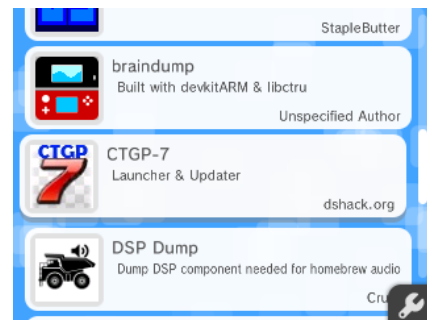 StapleButter
braindump
Built with devkitARM & libctru
Unspecified Author
CTGP
7
CTGP-7
Launcher & Updater
dshack.org
DSP Dump
Dump DSP component needed for homebrew audio